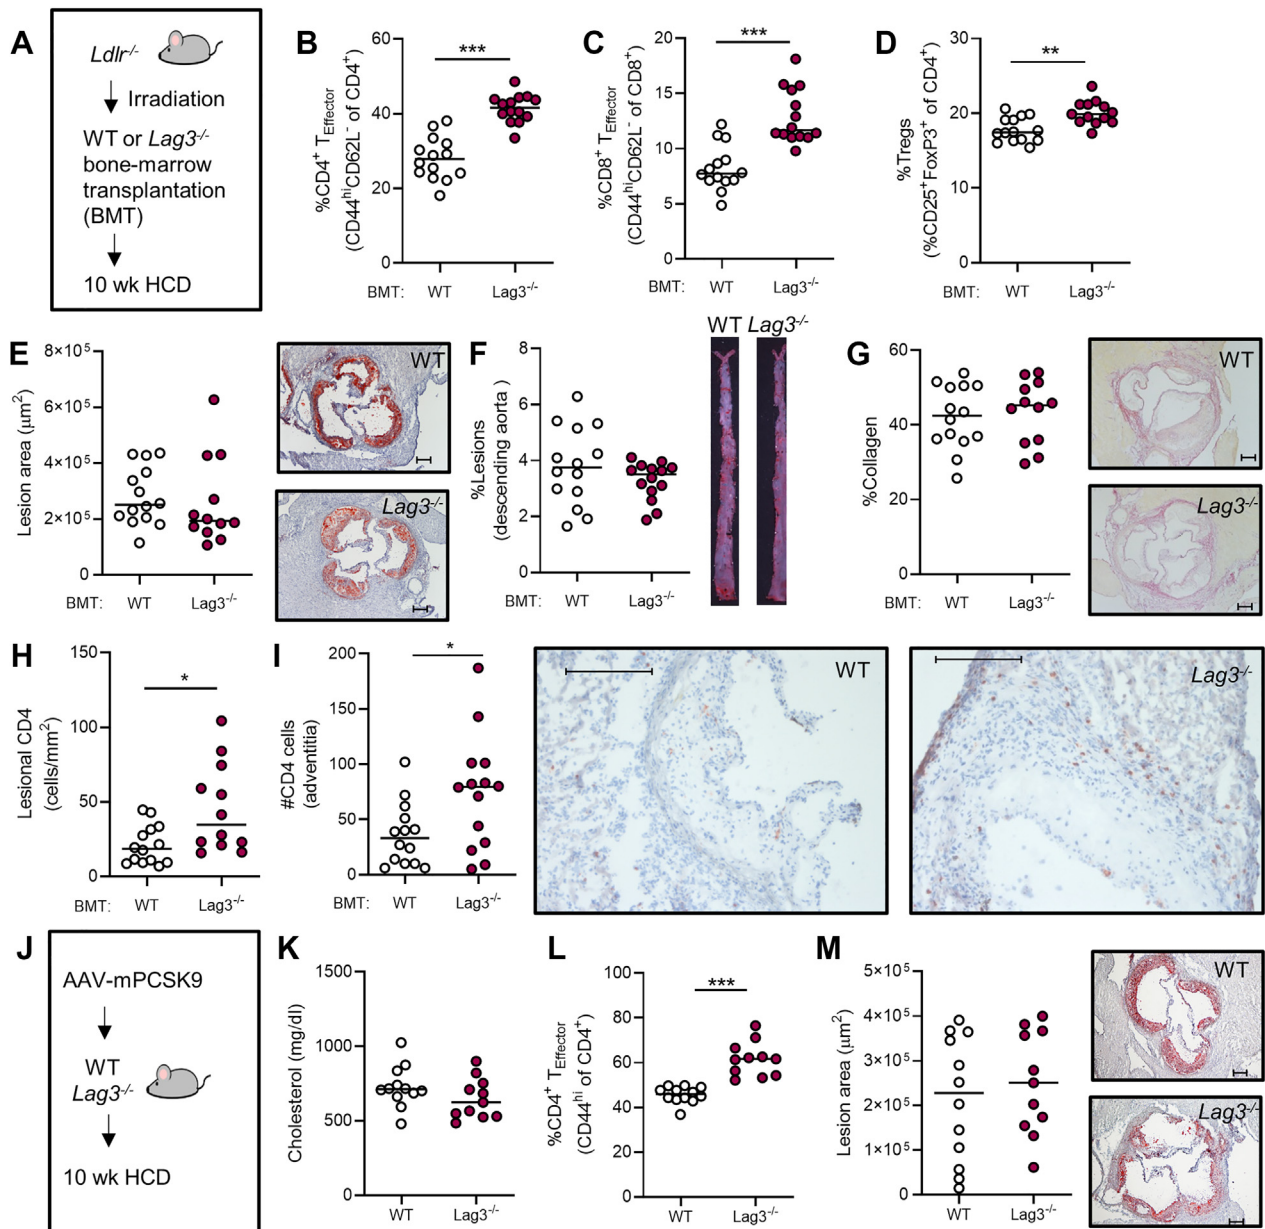 A
Ldlr-/-
Irradiation
WT or Lag3-/-
bone-marrow
transplantation
(BMT)
10 wk HCD
B
%CD4+ TEffector
(CD44hiCD62L- of CD4+)
60
40
20
0
***
BMT: WT Lag3-/-
C
%CD8+ TEffector
(CD44hiCD62L- of CD8+)
20
15
10
5
0
***
BMT: WT Lag3-/-
D
%Tregs
(%CD25+FoxP3+ of CD4+)
30
20
10
0
**
BMT: WT Lag3-/-
E
Lesion area (µm2)
8×105
6×105
4×105
2×105
0
BMT: WT Lag3-/-
WT
Lag3-/-
F
%Lesions
(descending aorta )
8
6
4
2
0
BMT: WT Lag3-/-
WT Lag3-/-
G
%Collagen
60
40
20
0
BMT: WT Lag3-/-
WT
Lag3-/-
H
Lesional CD4
(cells/mm2)
150
100
50
0
*
BMT: WT Lag3-/-
I
#CD4 cells
(adventitia)
200
150
100
50
0
*
BMT: WT Lag3-/-
WT
Lag3-/-
J
AAV-mPCSK9
WT
Lag3-/-
10 wk HCD
K
Cholesterol (mg/dl)
1500
1000
500
0
WT Lag3-/-
L
%CD4+ TEffector
(CD44hi of CD4+)
100
80
60
40
20
0
***
WT Lag3-/-
M
Lesion area (µm2)
5×105
4×105
3×105
2×105
1×105
0
WT Lag3-/-
WT
Lag3-/-